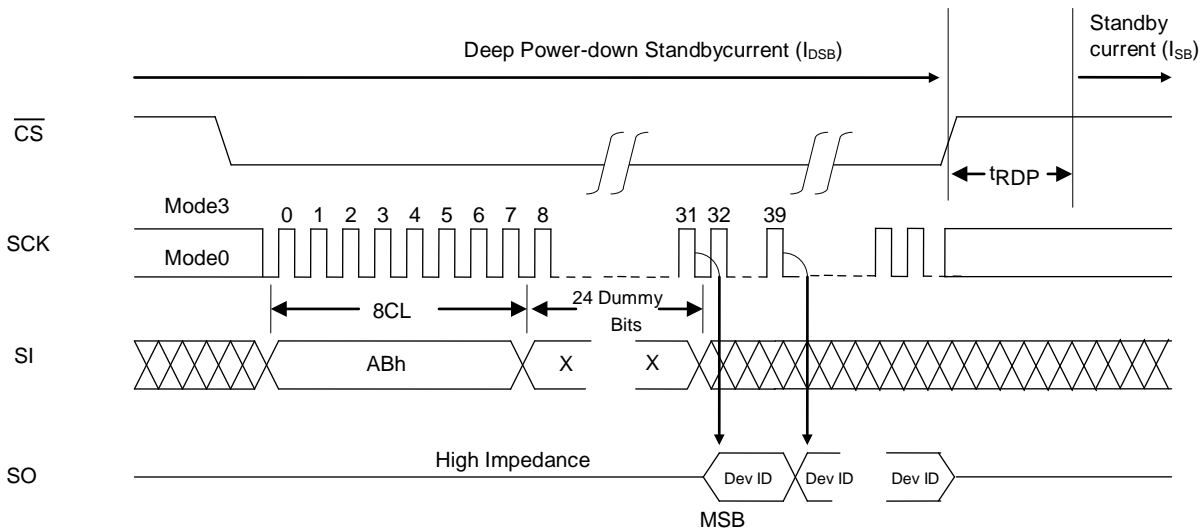 Deep Power-down Standbycurrent (IDSB)
Standby
current (ISB)
CS
tRDP
Mode3
0 1 2 3 4 5 6 7 8 31 32 39
SCK
Mode0
8CL
24 Dummy
Bits
SI
ABh
X X
High Impedance
SO
Dev ID Dev ID Dev ID
MSB